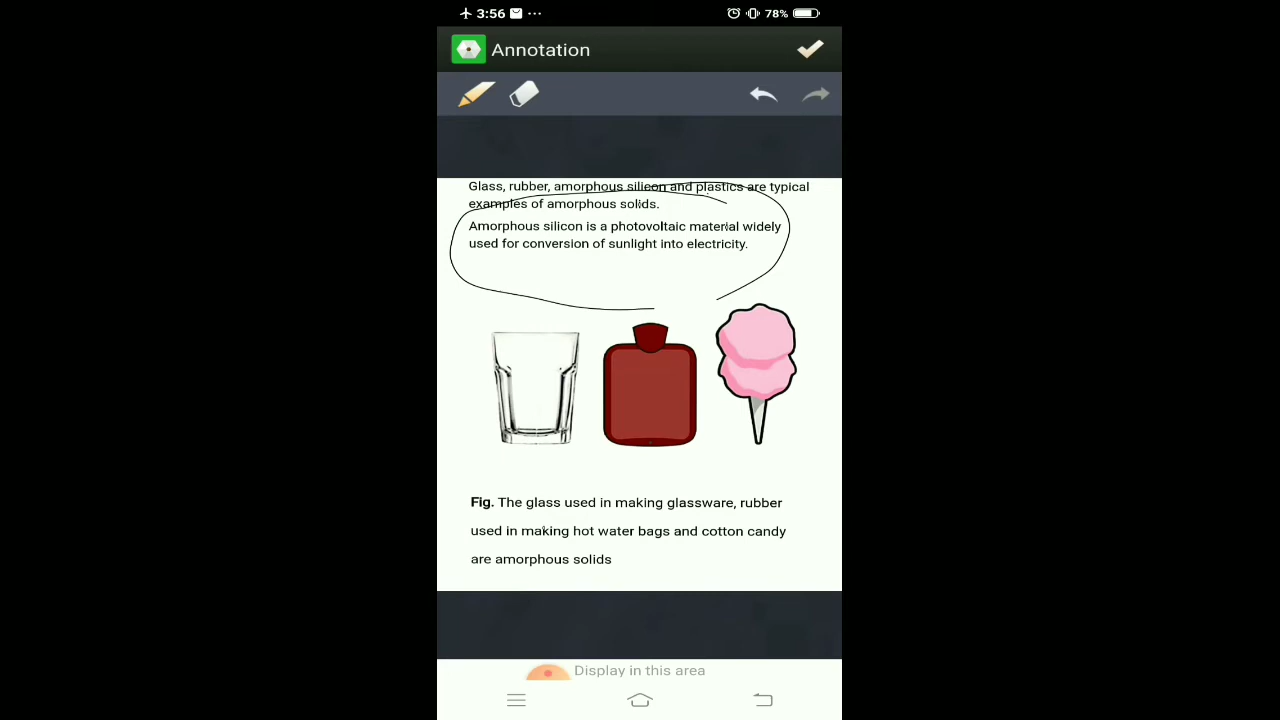 3:56
78%
Annotation
Glass, rubber, amorphous silicon and plastics are typical
examples of amorphous solids.
Amorphous silicon is a photovoltaic material widely
used for conversion of sunlight into electricity.
Fig. The glass used in making glassware, rubber
used in making hot water bags and cotton candy
are amorphous solids
Display in this area